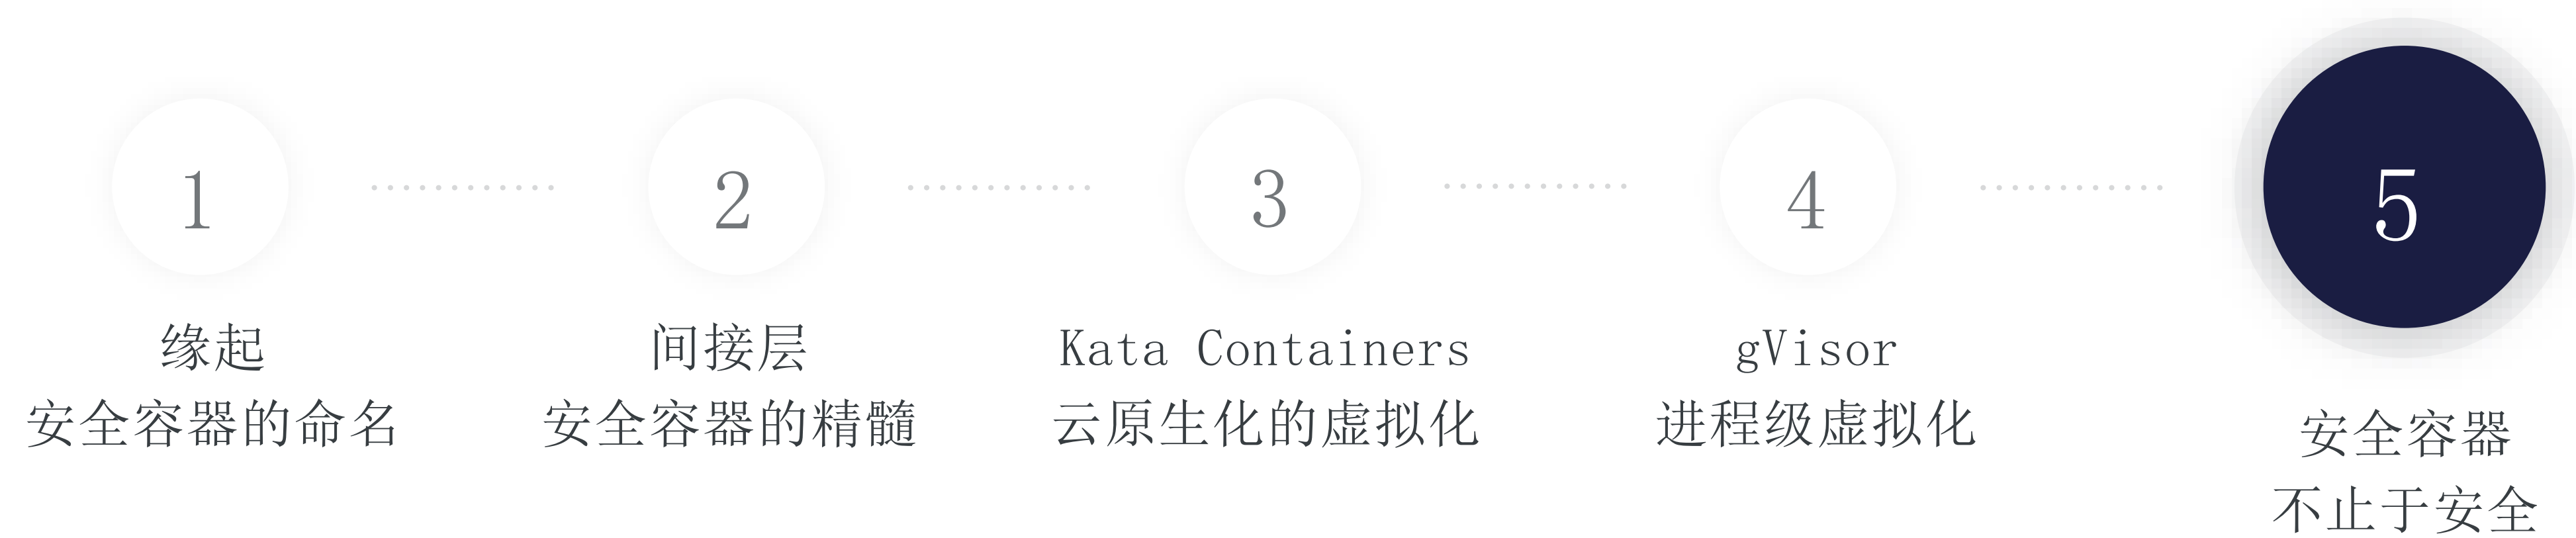 1
缘起
安全容器的命名
2
间接层
安全容器的精髓
3
Kata Containers
云原生化的虚拟化
4
gVisor
进程级虚拟化
5
安全容器
不止于安全